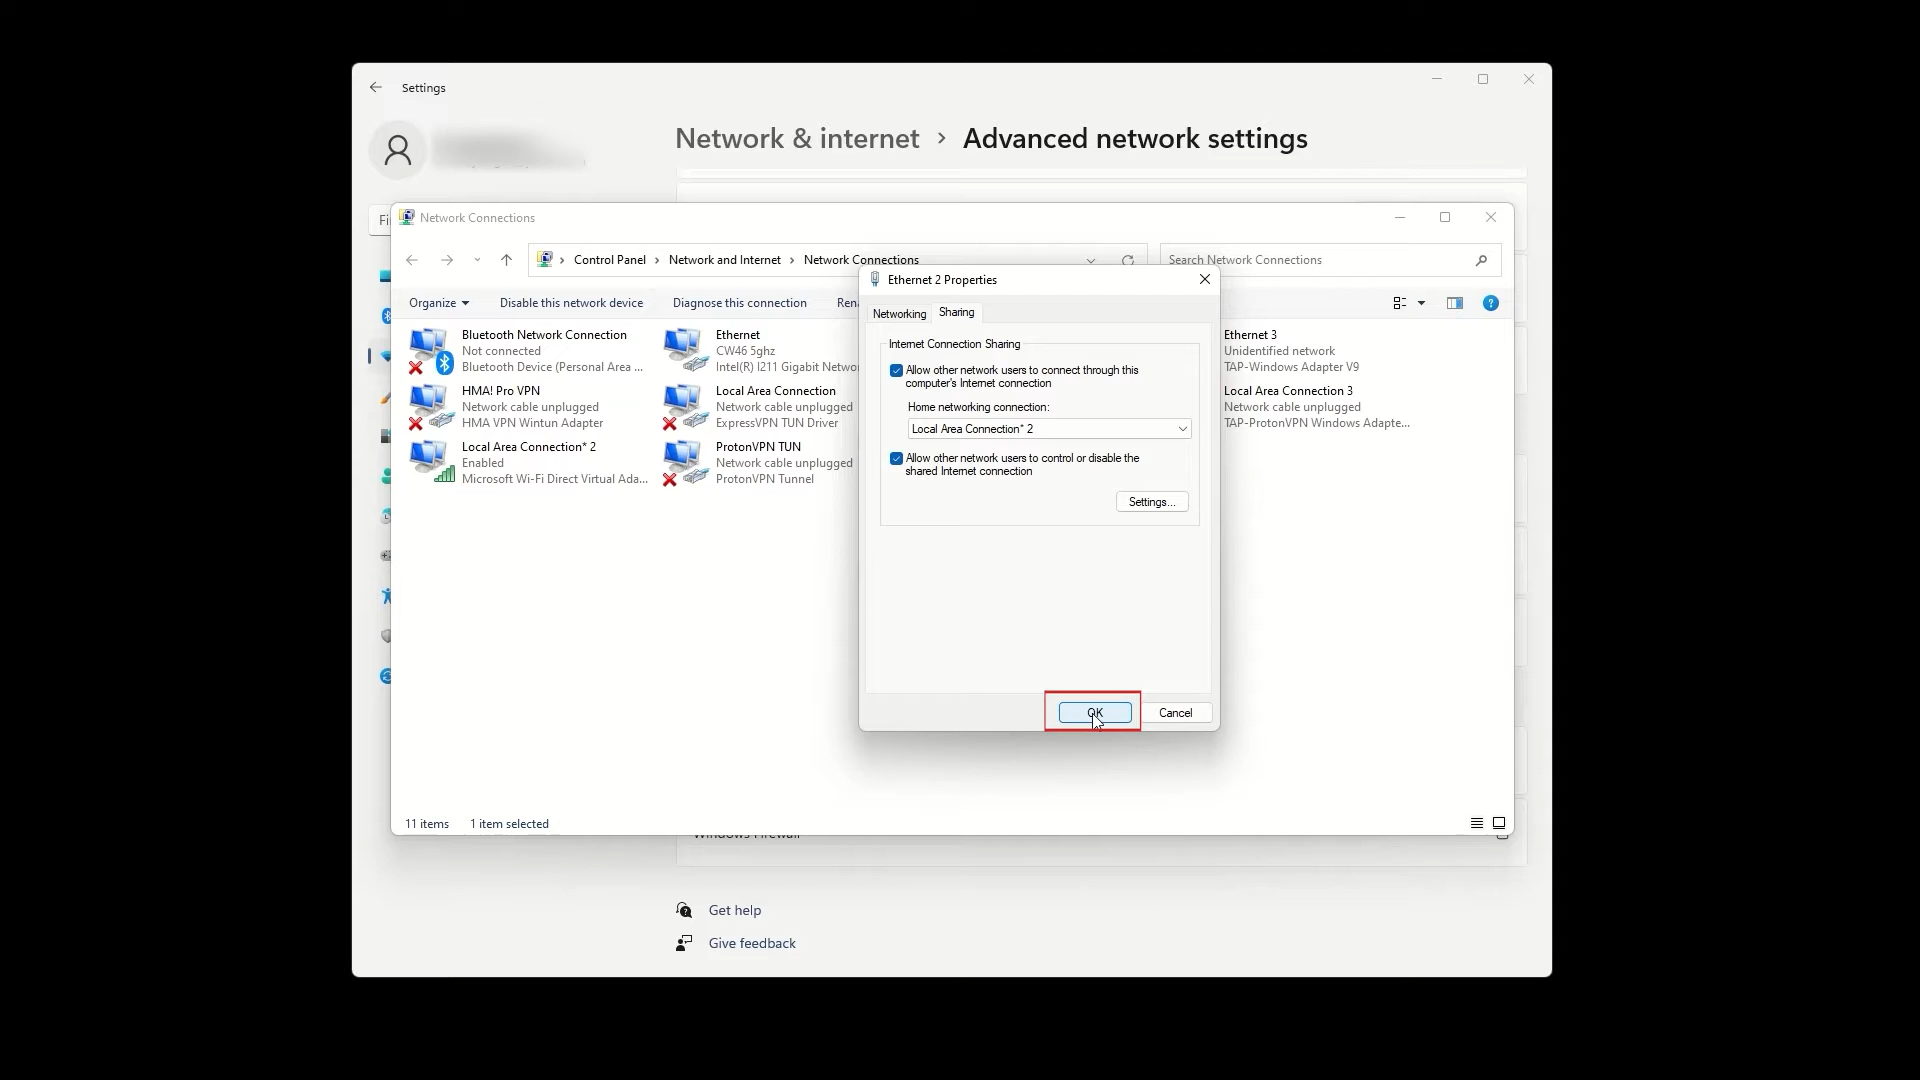 Settings
Network & internet › Advanced network settings
Network Connections
Control Panel › Network and Internet › Network Connections
Search Network Connections
Organize
Disable this network device
Diagnose this connection
Bluetooth Network Connection
Not connected
Bluetooth Device (Personal Area ...
Ethernet
CW46 5ghz
Intel(R) I211 Gigabit
Ethernet 3
Unidentified network
TAP-Windows Adapter V9
HMA! Pro VPN
Network cable unplugged
HMA VPN Wintun Adapter
Local Area Connection
Network cable unplugged
ExpressVPN TUN Driver
Local Area Connection 3
Network cable unplugged
TAP-ProtonVPN Windows Adapte...
Local Area Connection* 2
Enabled
Microsoft Wi-Fi Direct Virtual Ada...
ProtonVPN TUN
Network cable unplugged
ProtonVPN Tunnel
Ethernet 2 Properties
Networking
Sharing
Internet Connection Sharing
Allow other network users to connect through this
computer's Internet connection
Home networking connection:
Local Area Connection* 2
Allow other network users to control or disable the
shared Internet connection
Settings...
OK
Cancel
11 items
1 item selected
Windows Firewall
Get help
Give feedback